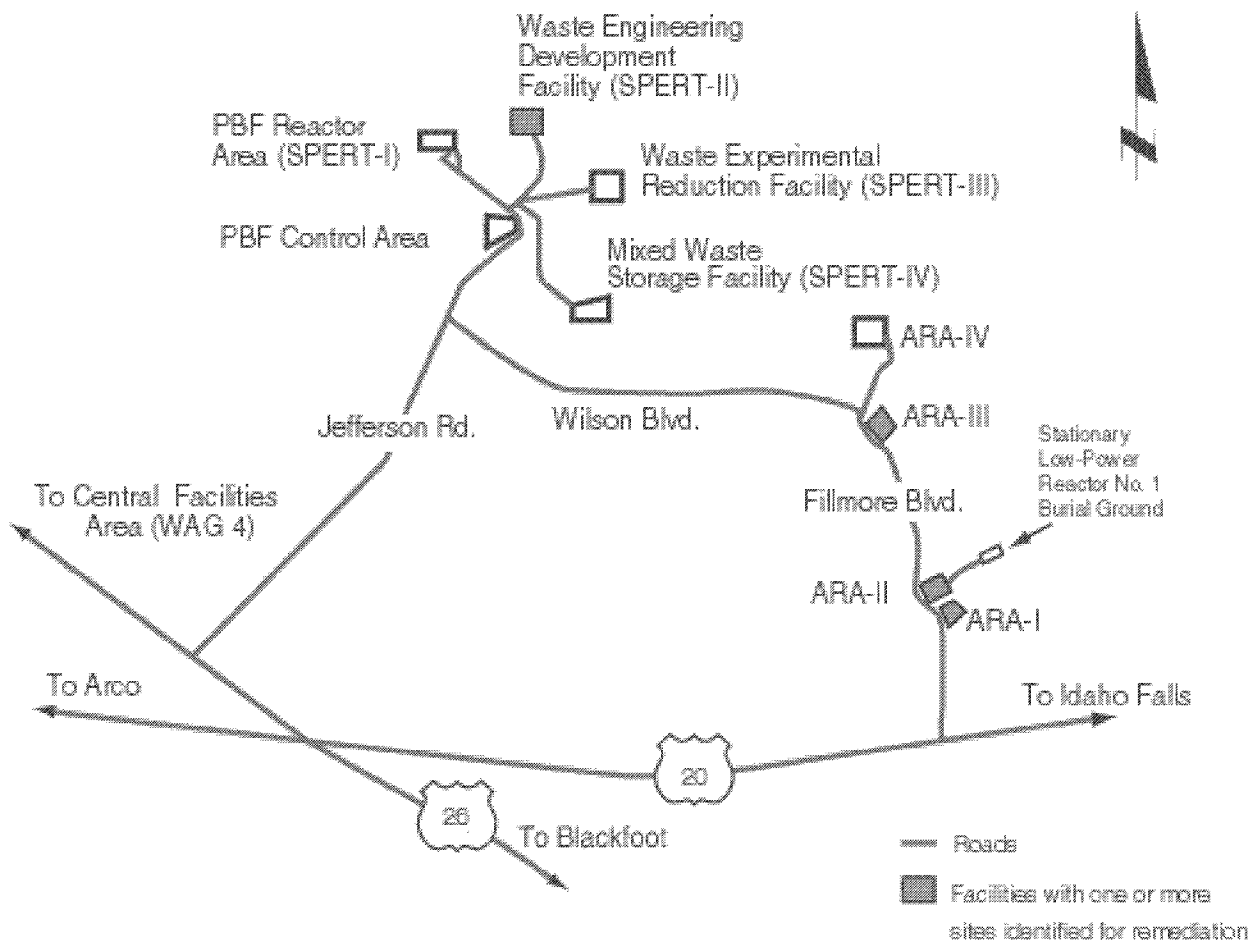 Waste Engineering
Development
Facility (SPERT-II)
PBF Reactor
Area (SPERT-I)
Waste Experimental
Reduction Facility (SPERT-III)
PBF Control Area
Mixed Waste
Storage Facility (SPERT-IV)
ARA-IV
Jefferson Rd.
Wilson Blvd.
ARA-III
Stationary
Low-Power
Reactor No. 1
Burial Ground
To Central Facilities
Area (WAG 4)
Fillmore Blvd.
ARA-II
ARA-I
To Arco
To Idaho Falls
20
26
To Blackfoot
Roads
Facilities with one or more
sites identified for remediation